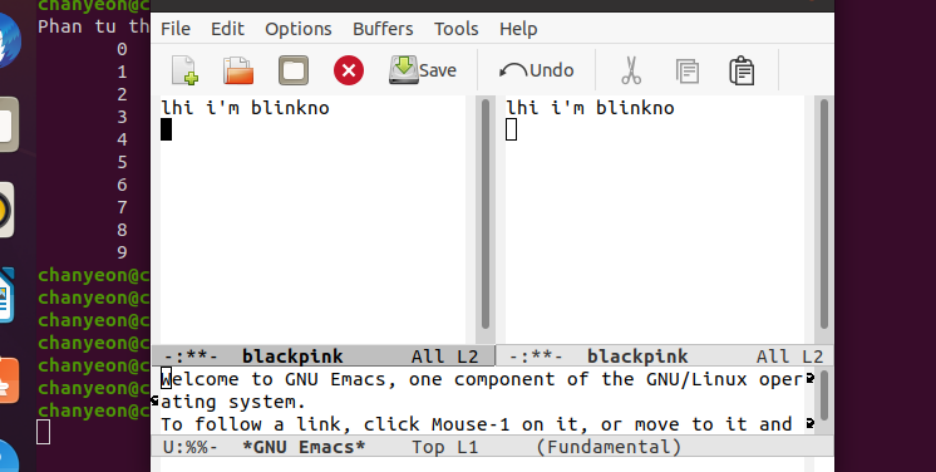 chanyeon@c
Phan tu th
0
1
2
3
4
5
6
7
8
9
chanyeon@c
chanyeon@c
chanyeon@c
chanyeon@c
chanyeon@c
chanyeon@c
chanyeon@c
File Edit Options Buffers Tools Help
Save Undo
lhi i'm blinkno
lhi i'm blinkno
-:**- blackpink All L2
-:**- blackpink All L2
Welcome to GNU Emacs, one component of the GNU/Linux oper
ating system.
To follow a link, click Mouse-1 on it, or move to it and
U:%%- *GNU Emacs* Top L1 (Fundamental)